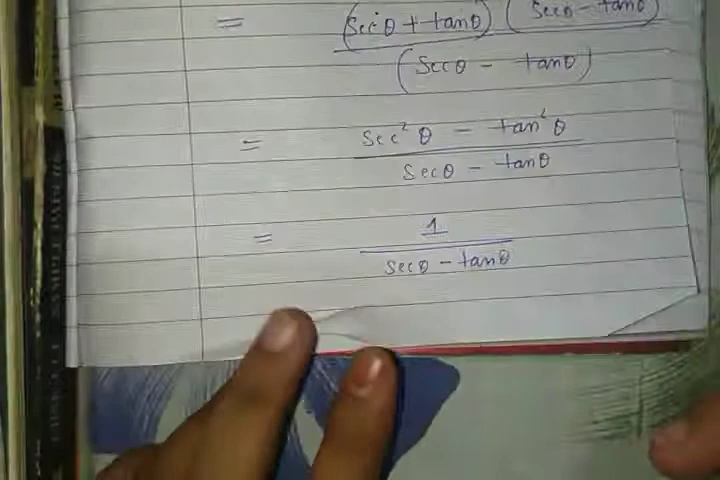 = (secθ + tanθ) (secθ - tanθ)
(secθ - tanθ)
= sec²θ - tan²θ
secθ - tanθ
= 1
secθ - tanθ